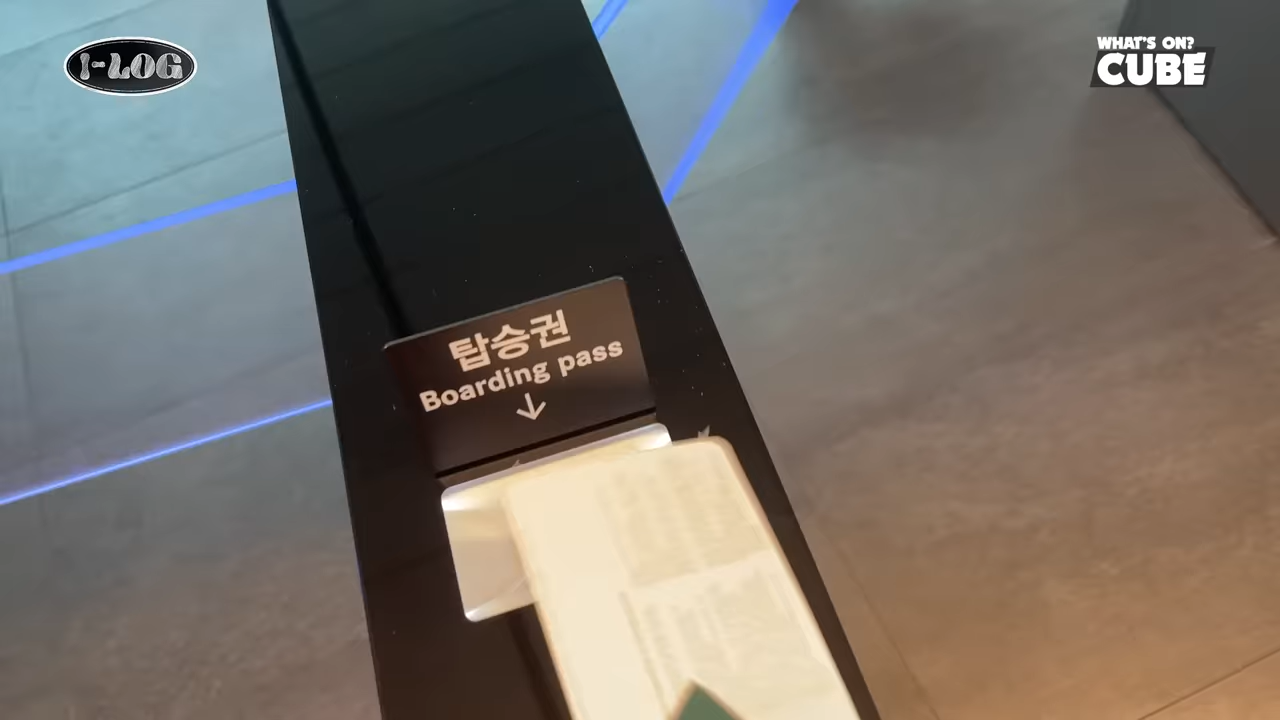 I-LOG
WHAT'S ON?
CUBE
탑승권
Boarding pass
↓